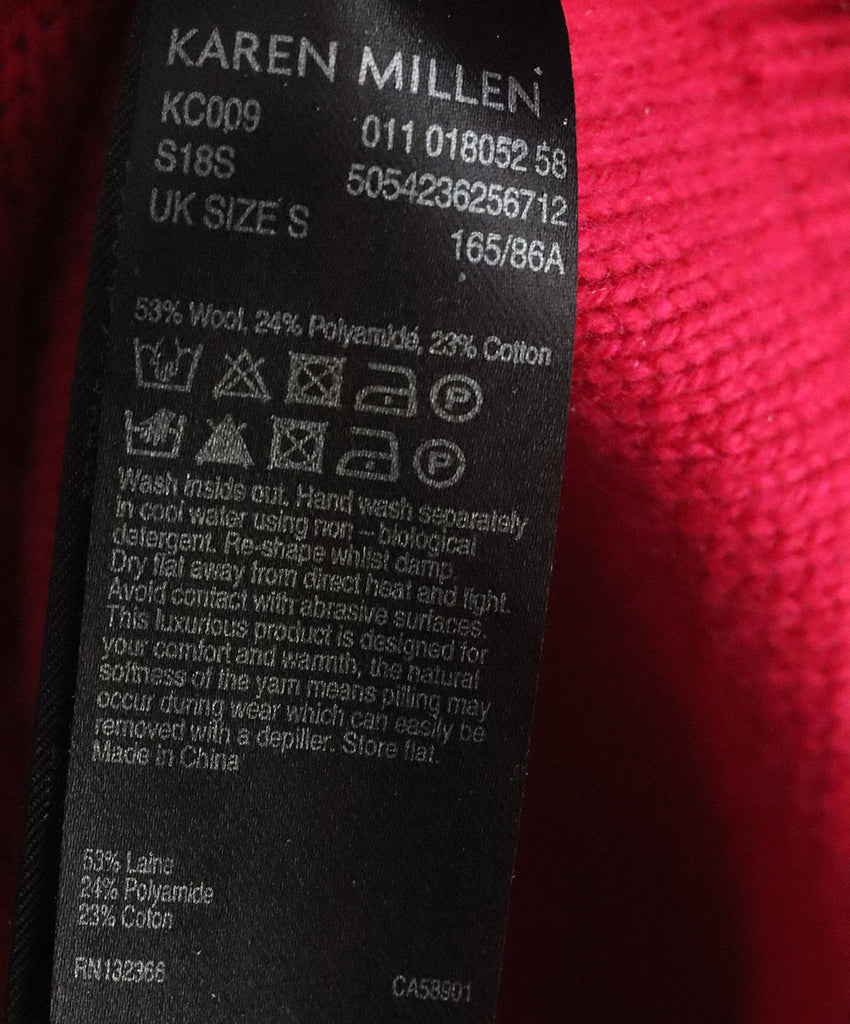 KAREN MILLEN
KC009 011 018052 58
S18S 5054236256712
UK SIZE S 165/86A
53% Wool, 24% Polyamide, 23% Cotton
P
P
Wash inside out. Hand wash separately
in cool water using non-biological
detergent. Re-shape whilst damp.
Dry flat away from direct heat and light.
Avoid contact with abrasive surfaces.
This luxurious product is designed for
your comfort and warmth, the natural
softness of the yarn means pilling may
occur during wear which can easily be
removed with a depiller. Store flat.
Made in China
53% Laine
24% Polyamide
23% Coton
RN132366 CA58901